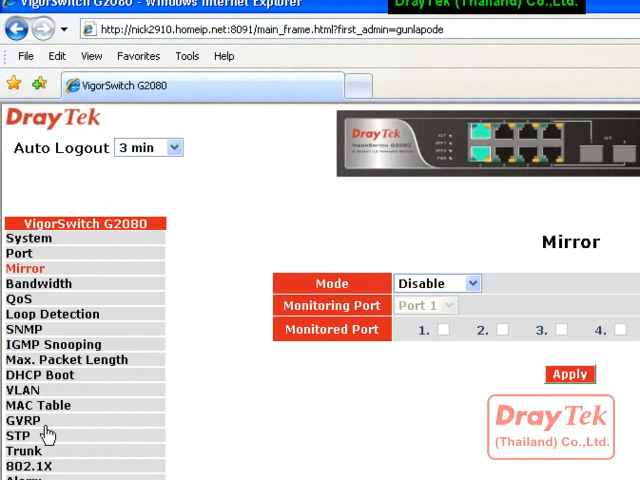 VigorSwitch G2080 - Windows Internet Explorer
DrayTek (Thailand) Co.,Ltd.
http://nick2910.homeip.net:8091/main_frame.html?first_admin=gunlapode
File Edit View Favorites Tools Help
VigorSwitch G2080
DrayTek
Auto Logout 3 min
DrayTek
VigorSwitch G2080
VigorSwitch G2080
System
Port
Mirror
Bandwidth
QoS
Loop Detection
SNMP
IGMP Snooping
Max. Packet Length
DHCP Boot
VLAN
MAC Table
GVRP
STP
Trunk
802.1X
Alarm
Mirror
Mode Disable
Monitoring Port Port 1
Monitored Port 1. 2. 3. 4.
Apply
DrayTek
(Thailand) Co.,Ltd.